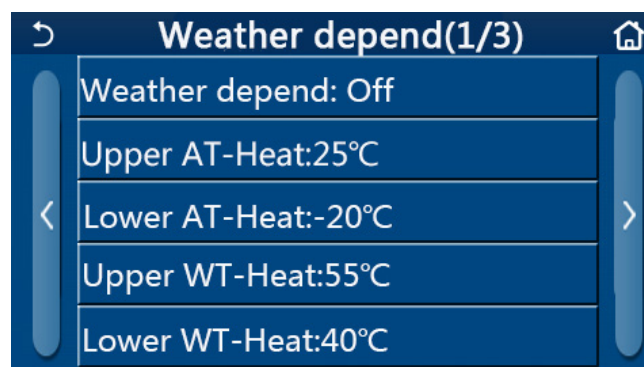 Weather depend(1/3)
Weather depend: Off
Upper AT-Heat:25℃
Lower AT-Heat:-20℃
Upper WT-Heat:55℃
Lower WT-Heat:40℃